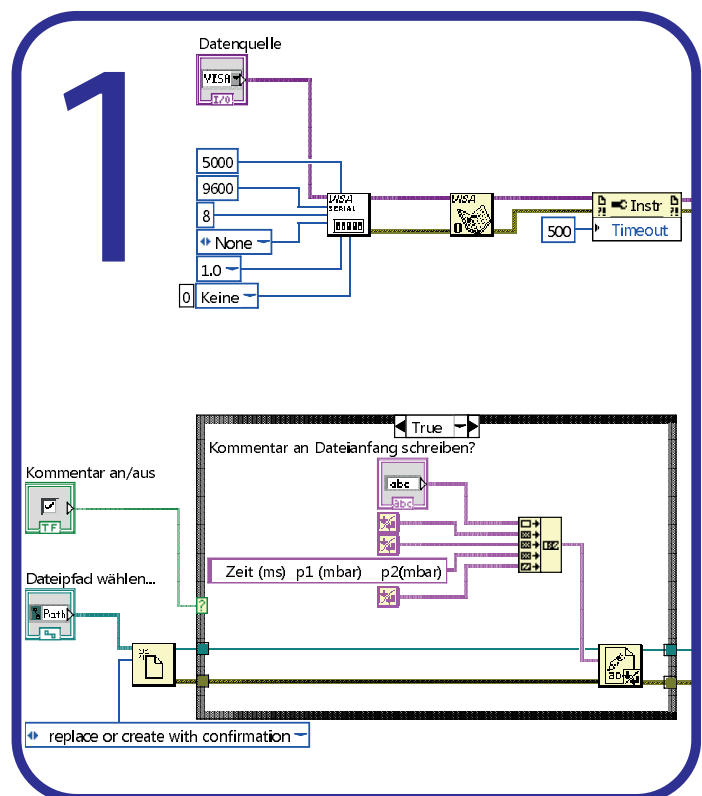 1
Datenquelle
VISA
I/O
5000
9600
8
None
1.0
0 Keine
VISA
SERIAL
VISA
0
Instr
500 Timeout
True
Kommentar an Dateianfang schreiben?
abc
abc
Kommentar an/aus
TF
Zeit (ms) p1 (mbar) p2(mbar)
Dateipfad wählen...
Path
?
replace or create with confirmation